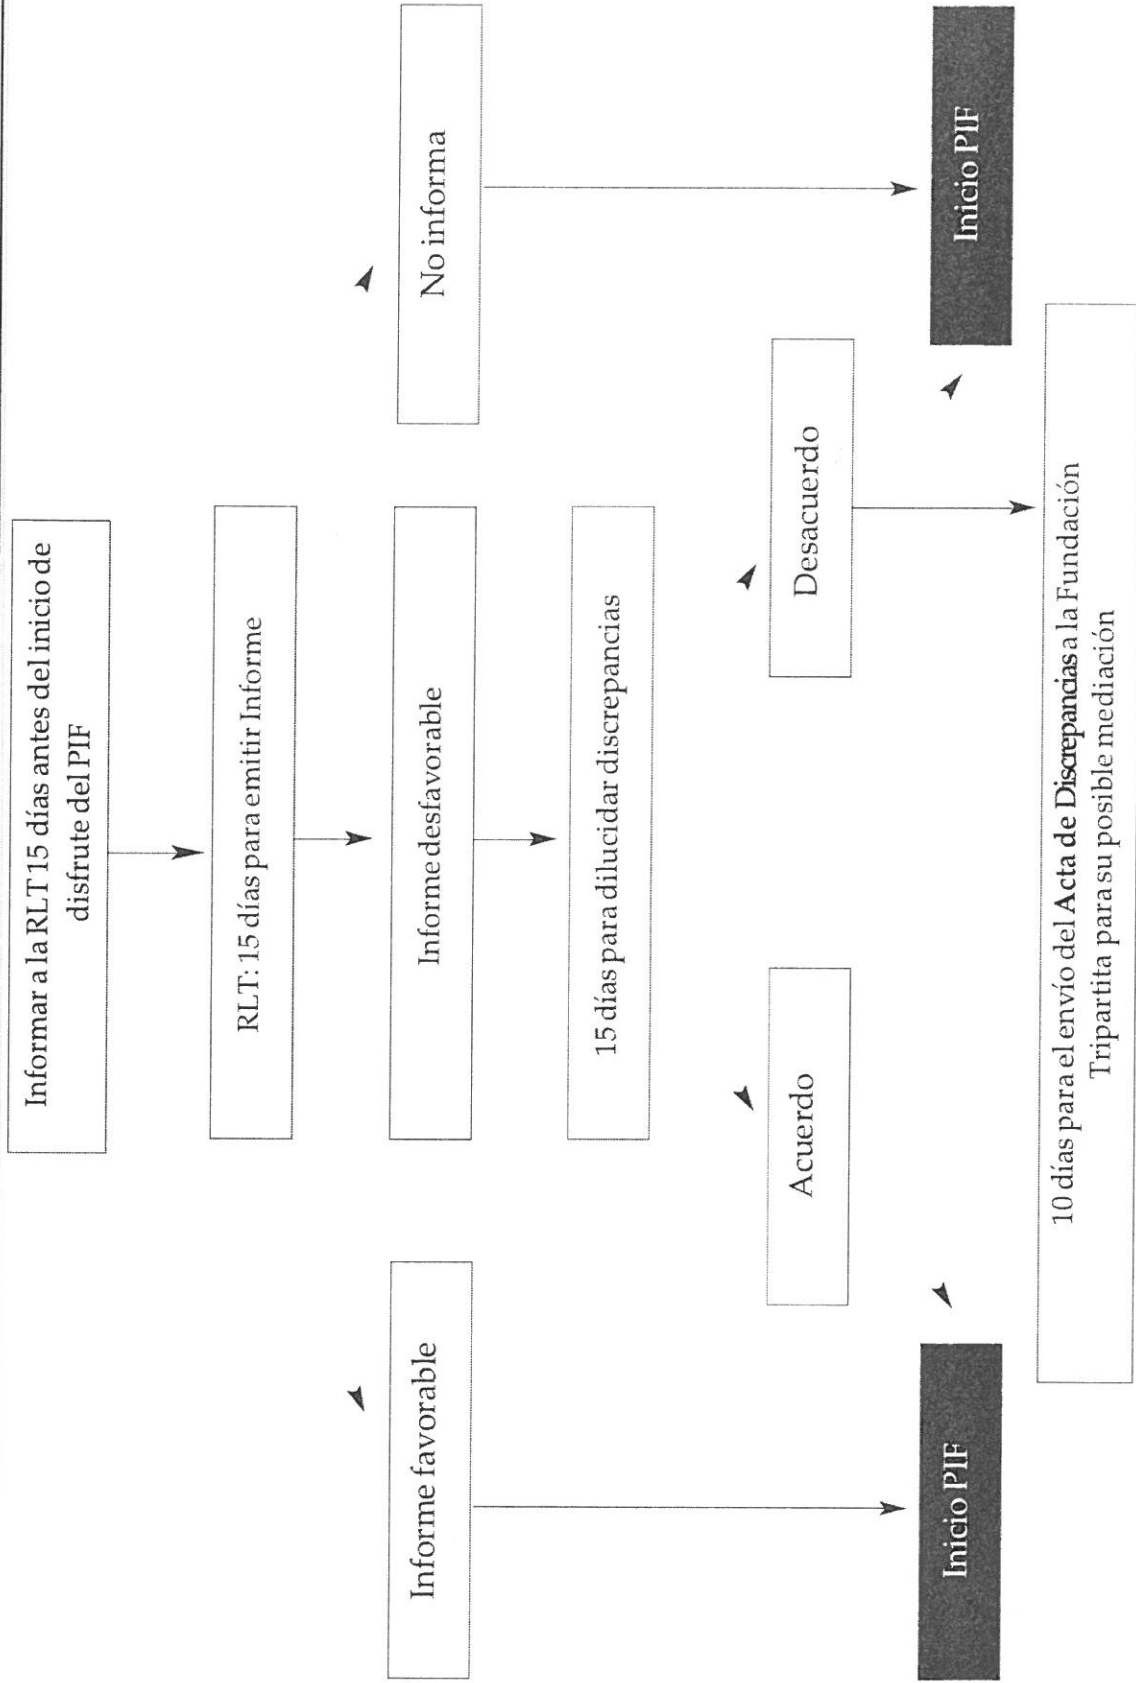 Informar a la RLT 15 días antes del inicio de
disfrute del PIF
RLT: 15 días para emitir Informe
Informe favorable
Informe desfavorable
No informa
15 días para dilucidar discrepancias
Acuerdo
Desacuerdo
Inicio PIF
Inicio PIF
10 días para el envío del Acta de Discrepancias a la Fundación
Tripartita para su posible mediación